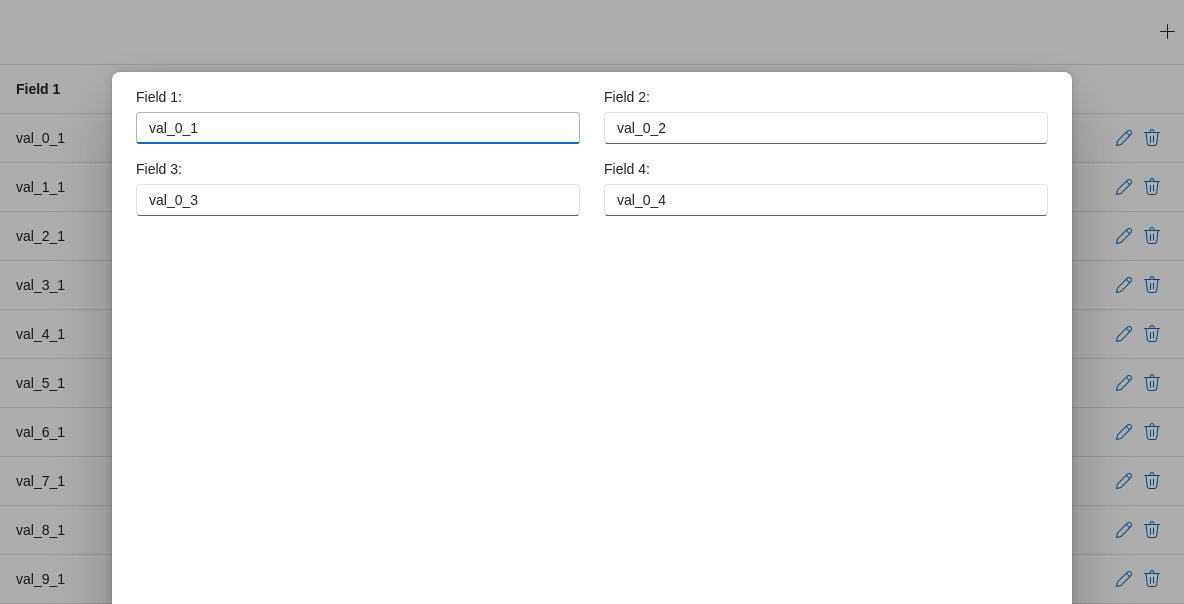 Field 1
val_0_1
val_1_1
val_2_1
val_3_1
val_4_1
val_5_1
val_6_1
val_7_1
val_8_1
val_9_1
Field 1:
val_0_1
Field 2:
val_0_2
Field 3:
val_0_3
Field 4:
val_0_4